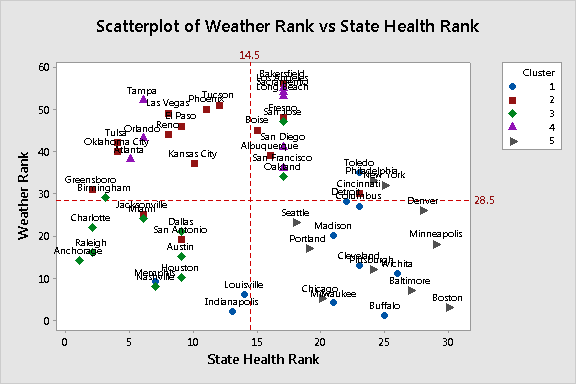 Scatterplot of Weather Rank vs State Health Rank
14.5
60
50
40
30
20
10
0
Weather Rank
Tampa
Las Vegas
Phoenix
Tucson
El Paso
Reno
Orlando
Tulsa
Oklahoma City
Atlanta
Kansas City
Greensboro
Birmingham
Jacksonville
Miami
Charlotte
Dallas
San Antonio
Raleigh
Anchorage
Austin
Houston
Memphis
Nashville
Louisville
Indianapolis
Bakersfield
Los Angeles
Sacramento
Long Beach
Fresno
San Jose
Boise
San Diego
Albuquerque
San Francisco
Oakland
Toledo
Philadelphia
New York
Cincinnati
Detroit
Columbus
28.5
Denver
Seattle
Madison
Portland
Minneapolis
Cleveland
Pittsburgh
Wichita
Chicago
Milwaukee
Baltimore
Buffalo
Boston
0
5
10
15
20
25
30
State Health Rank
Cluster
1
2
3
4
5